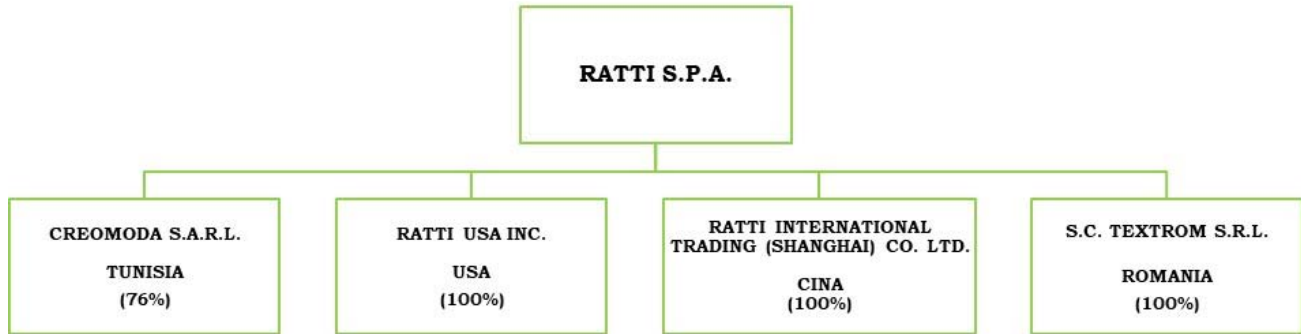 RATTI S.P.A.
CREOMODA S.A.R.L.
TUNISIA
(76%)
RATTI USA INC.
USA
(100%)
RATTI INTERNATIONAL
TRADING (SHANGHAI) CO. LTD.
CINA
(100%)
S.C. TEXTROM S.R.L.
ROMANIA
(100%)